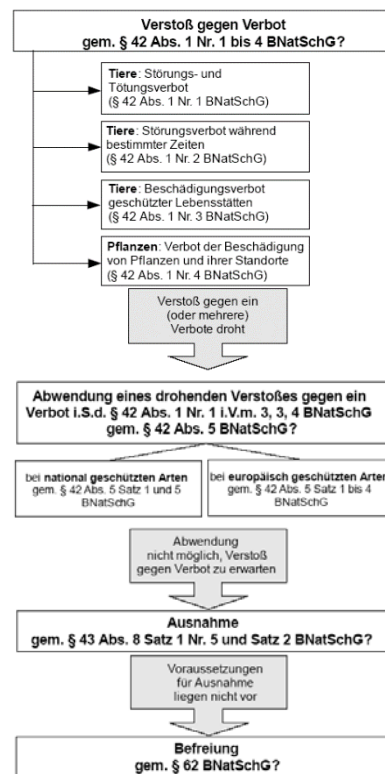 Verstoß gegen Verbot
gem. § 42 Abs. 1 Nr. 1 bis 4 BNatSchG?
Tiere: Störungs- und
Tötungsverbot
(§ 42 Abs. 1 Nr. 1 BNatSchG)
Tiere: Störungsverbot während
bestimmter Zeiten
(§ 42 Abs. 1 Nr. 2 BNatSchG)
Tiere: Beschädigungsverbot
geschützter Lebensstätten
(§ 42 Abs. 1 Nr. 3 BNatSchG)
Pflanzen: Verbot der Beschädigung
von Pflanzen und ihrer Standorte
(§ 42 Abs. 1 Nr. 4 BNatSchG)
Verstoß gegen ein
(oder mehrere)
Verbote droht
Abwendung eines drohenden Verstoßes gegen ein
Verbot i.S.d. § 42 Abs. 1 Nr. 1 i.V.m. 3, 3, 4 BNatSchG
gem. § 42 Abs. 5 BNatSchG?
bei national geschützten Arten
gem. § 42 Abs. 5 Satz 1 und 5
BNatSchG
bei europäisch geschützten Arten
gem. § 42 Abs. 5 Satz 1 bis 4
BNatSchG
Abwendung
nicht möglich, Verstoß
gegen Verbot zu erwarten
Ausnahme
gem. § 43 Abs. 8 Satz 1 Nr. 5 und Satz 2 BNatSchG?
Voraussetzungen
für Ausnahme
liegen nicht vor
Befreiung
gem. § 62 BNatSchG?